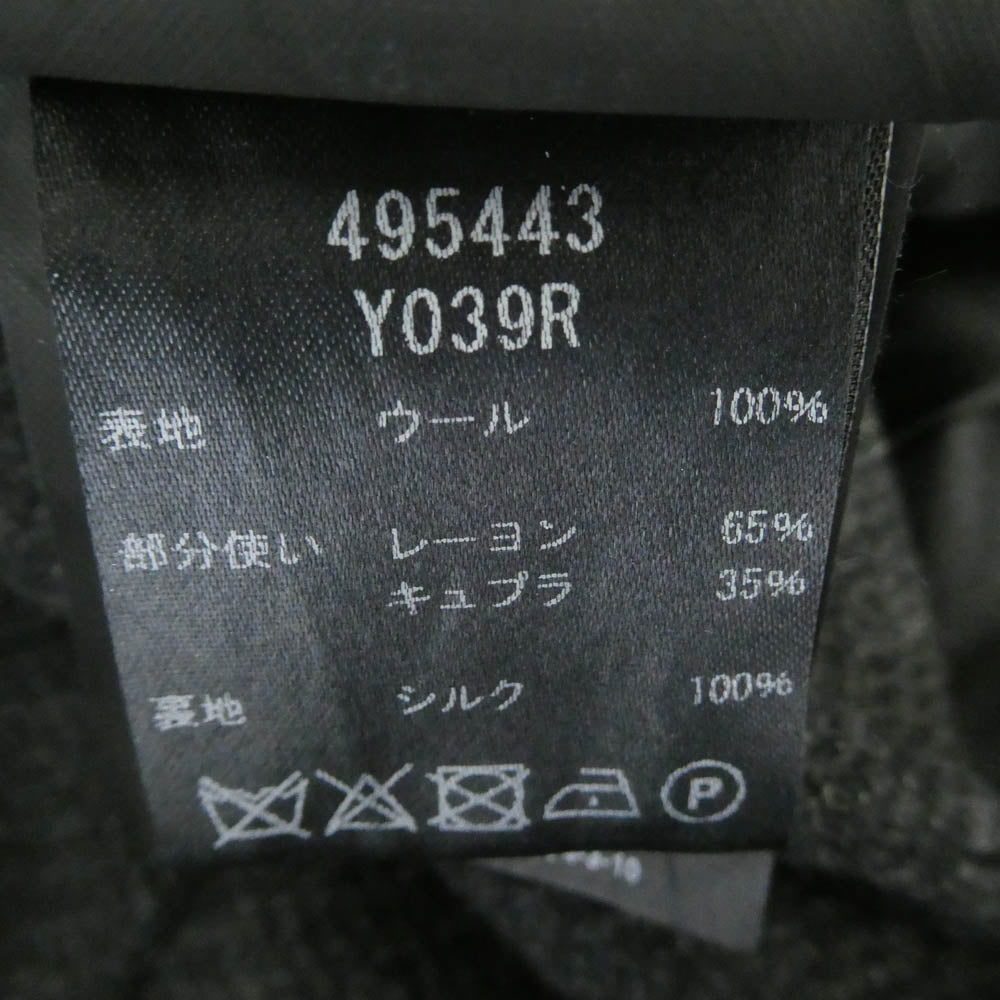 495443
Y039R
表地 ウール 100%
部分使い レーヨン 65%
キュプラ 35%
裏地 シルク 100%
P